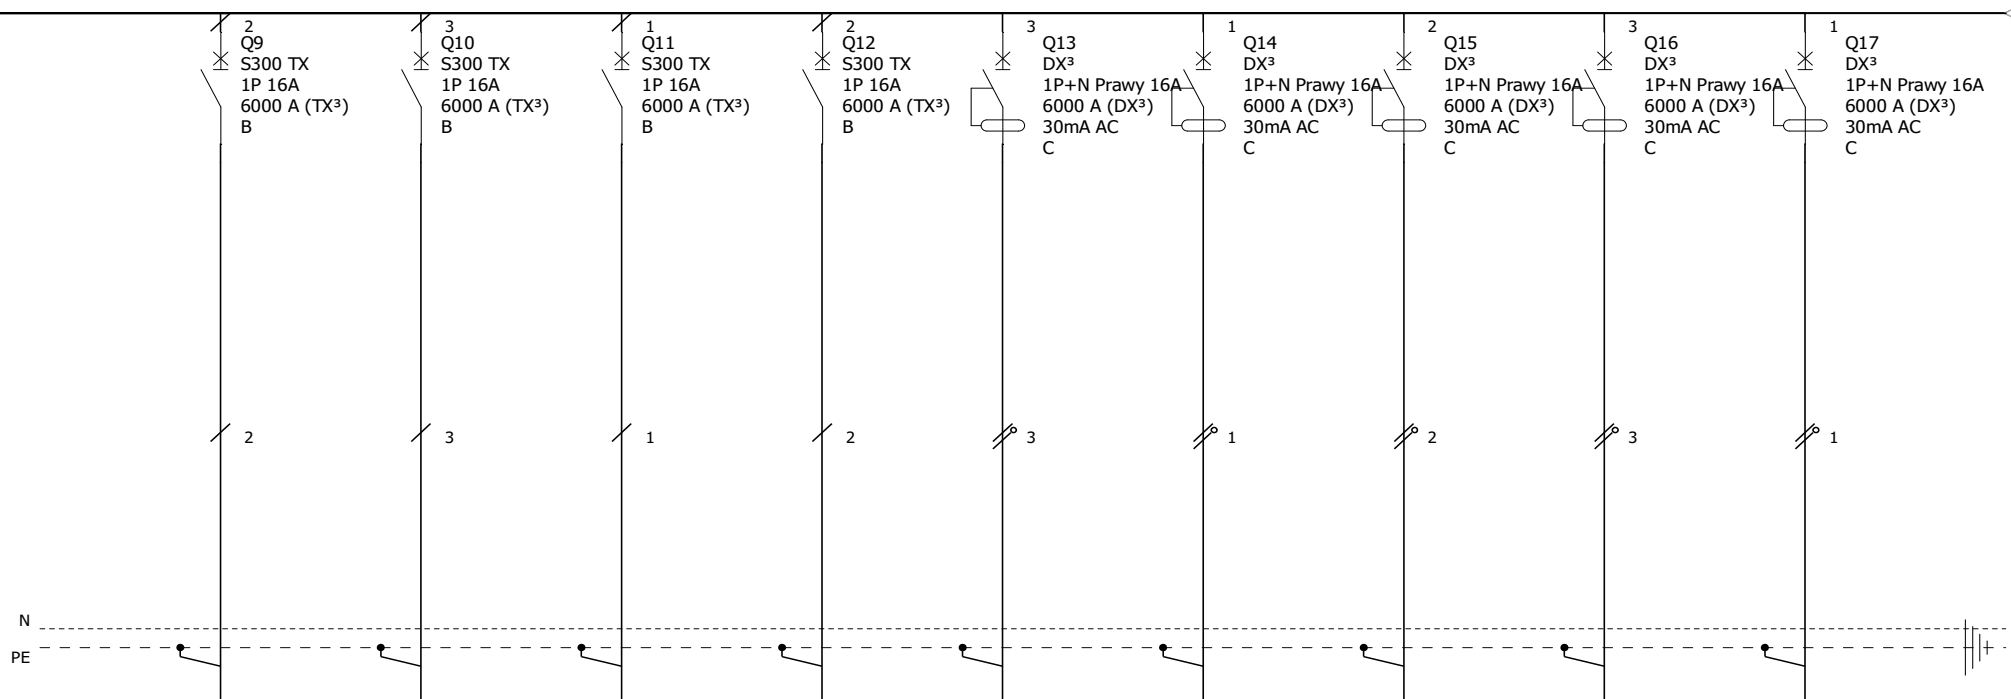 2
Q9
S300 TX
1P 16A
6000 A (TX³)
B
3
Q10
S300 TX
1P 16A
6000 A (TX³)
B
1
Q11
S300 TX
1P 16A
6000 A (TX³)
B
2
Q12
S300 TX
1P 16A
6000 A (TX³)
B
3
Q13
DX³
1P+N Prawy 16A
6000 A (DX³)
30mA AC
C
1
Q14
DX³
1P+N Prawy 16A
6000 A (DX³)
30mA AC
C
2
Q15
DX³
1P+N Prawy 16A
6000 A (DX³)
30mA AC
C
3
Q16
DX³
1P+N Prawy 16A
6000 A (DX³)
30mA AC
C
1
Q17
DX³
1P+N Prawy 16A
6000 A (DX³)
30mA AC
C
2
3
1
2
3
1
2
3
1
N
PE